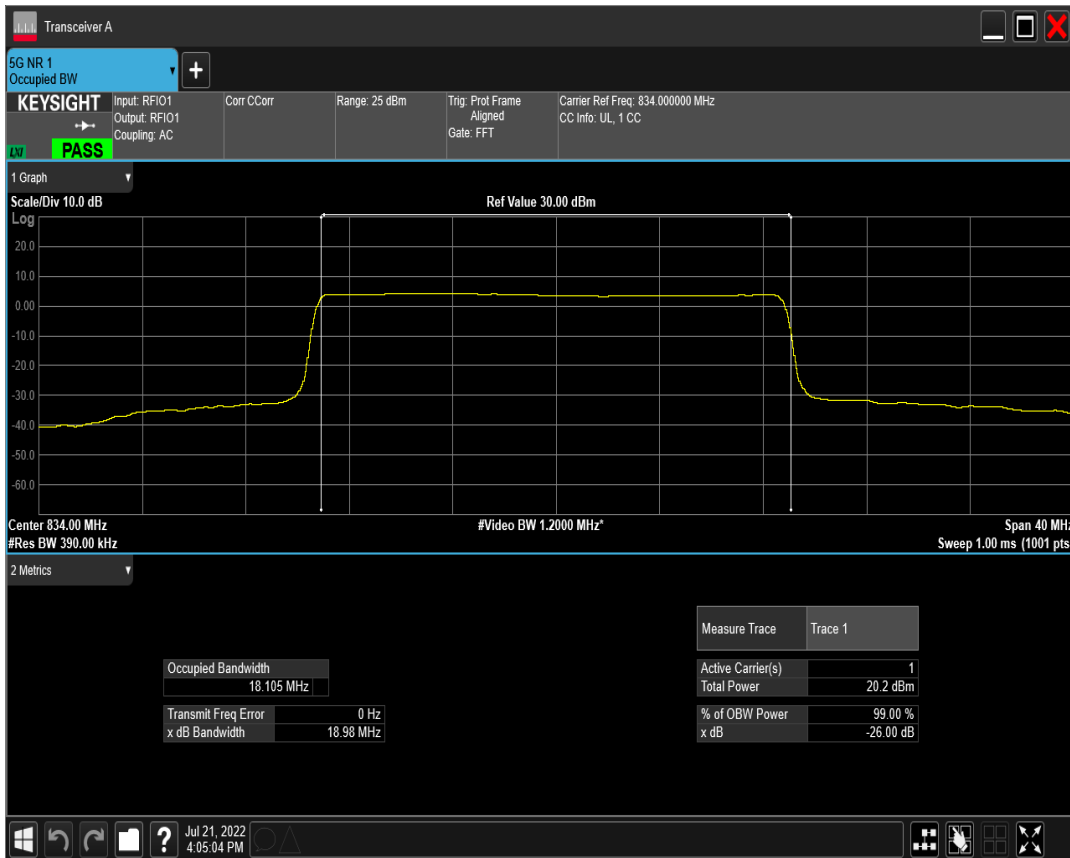 Transceiver A
5G NR 1
Occupied BW
KEYSIGHT
LXI
PASS
Input: RFIO1
Output: RFIO1
Coupling: AC
Corr CCorr
Range: 25 dBm
Trig: Prot Frame
Aligned
Gate: FFT
Carrier Ref Freq: 834.000000 MHz
CC Info: UL, 1 CC
1 Graph
Scale/Div 10.0 dB
Ref Value 30.00 dBm
Log
20.0
10.0
0.00
-10.0
-20.0
-30.0
-40.0
-50.0
-60.0
Center 834.00 MHz
#Video BW 1.2000 MHz*
Span 40 MHz
#Res BW 390.00 kHz
Sweep 1.00 ms (1001 pts
2 Metrics
Measure Trace Trace 1
Occupied Bandwidth
18.105 MHz
Active Carrier(s) 1
Total Power 20.2 dBm
Transmit Freq Error 0 Hz
x dB Bandwidth 18.98 MHz
% of OBW Power 99.00 %
x dB -26.00 dB
?
Jul 21, 2022
4:05:04 PM